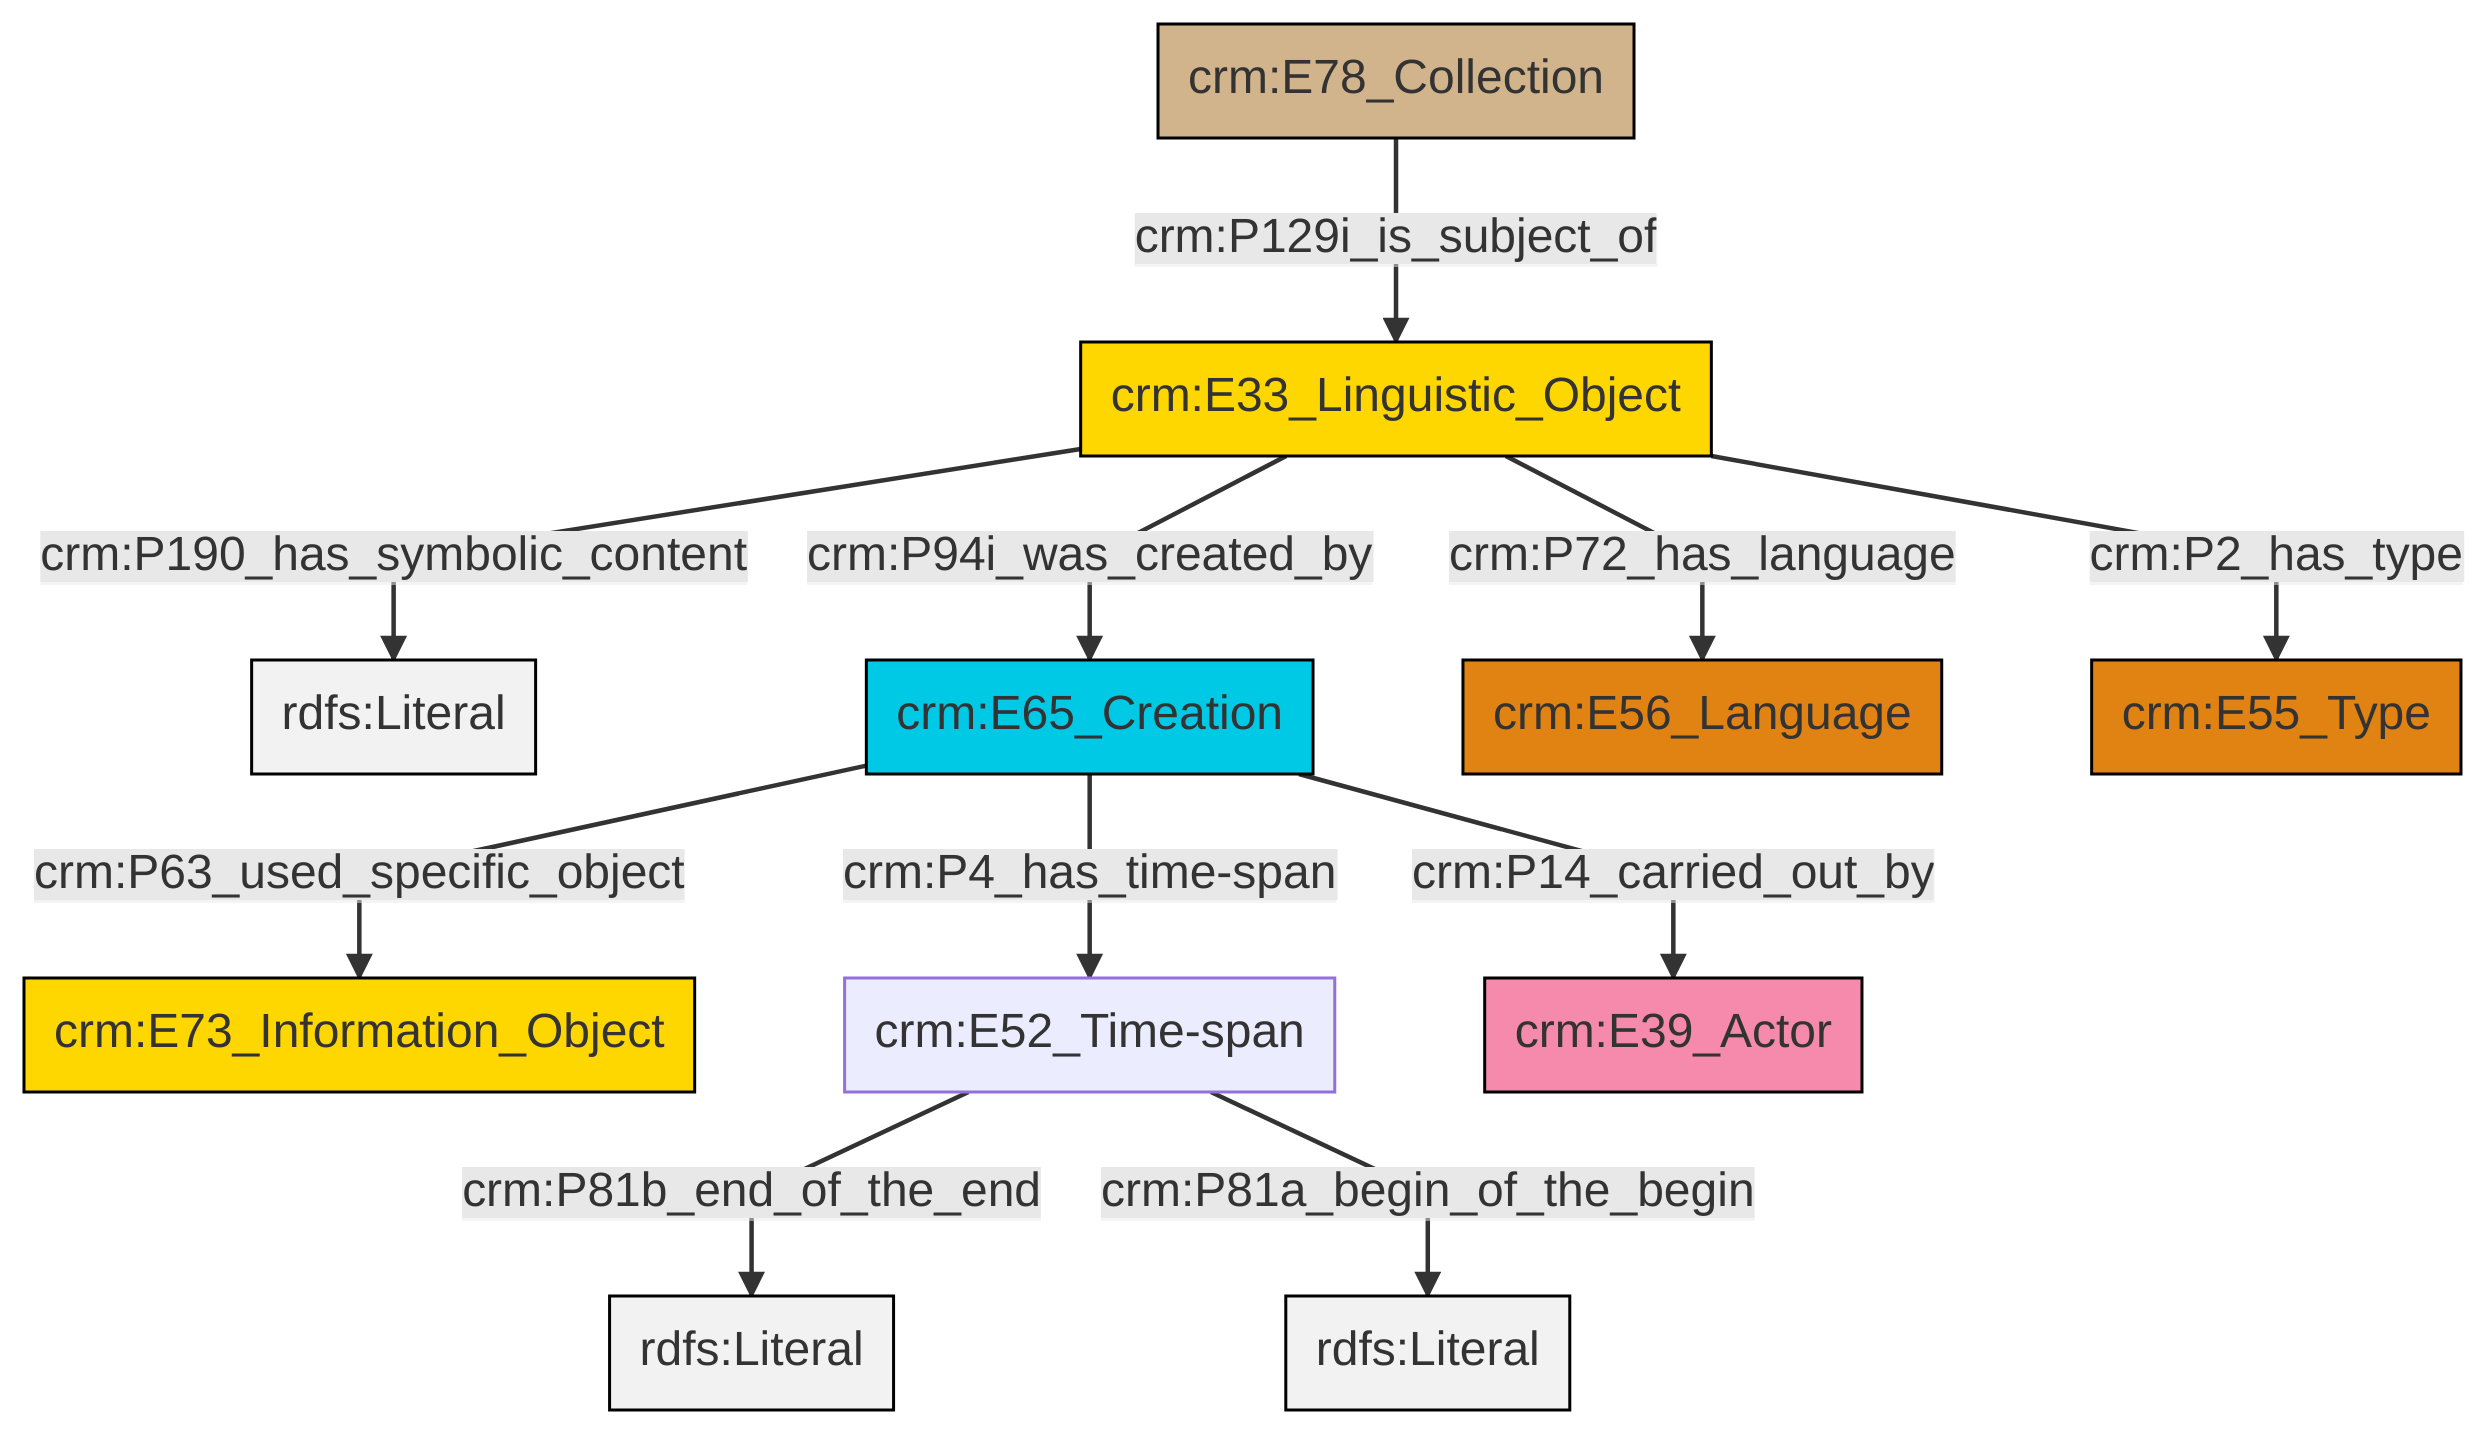 crm:E78_Collection
crm:P129i_is_subject_of
crm:E33_Linguistic_Object
crm:P190_has_symbolic_content
crm:P94i_was_created_by
crm:P72_has_language
crm:P2_has_type
rdfs:Literal
crm:E65_Creation
crm:E56_Language
crm:E55_Type
crm:P63_used_specific_object
crm:P4_has_time-span
crm:P14_carried_out_by
crm:E73_Information_Object
crm:E52_Time-span
crm:E39_Actor
crm:P81b_end_of_the_end
crm:P81a_begin_of_the_begin
rdfs:Literal
rdfs:Literal